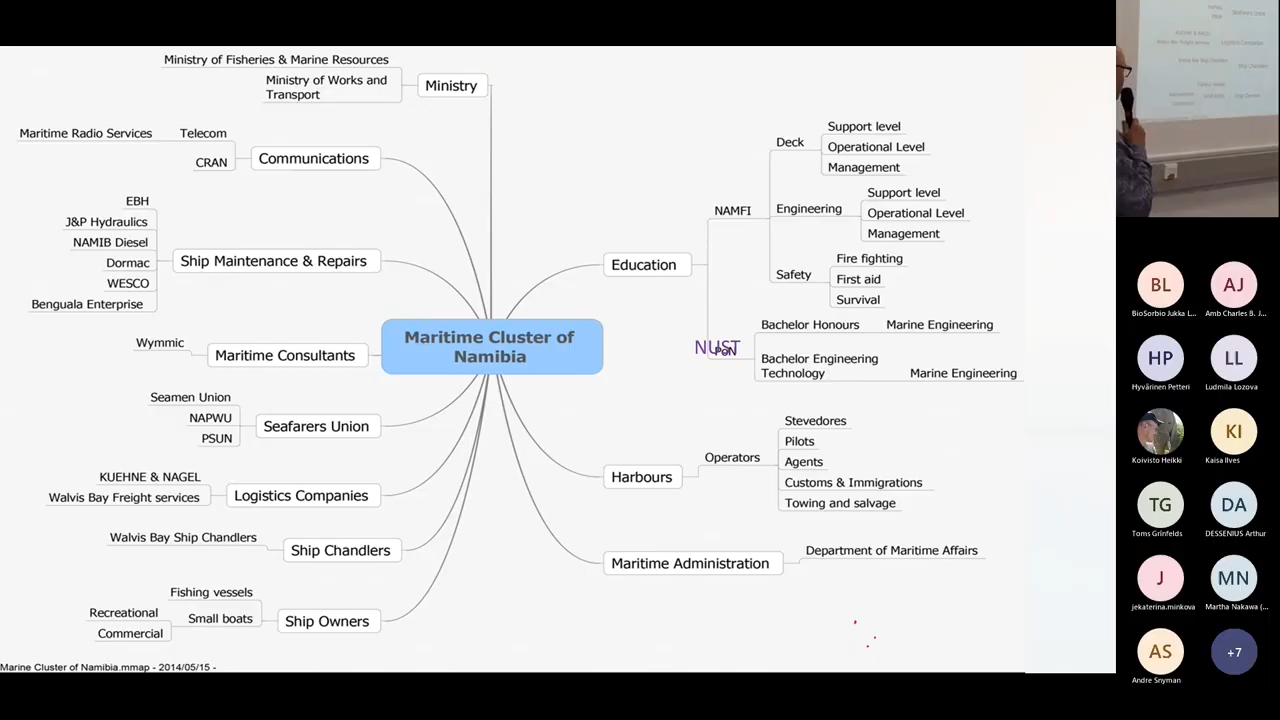 Ministry of Fisheries & Marine Resources
Ministry of Works and
Transport
Ministry
Maritime Radio Services
Telecom
CRAN
Communications
EBH
J&P Hydraulics
NAMIB Diesel
Dormac
WESCO
Benguala Enterprise
Ship Maintenance & Repairs
Wymmic
Maritime Consultants
Seamen Union
NAPWU
PSUN
Seafarers Union
KUEHNE & NAGEL
Walvis Bay Freight services
Logistics Companies
Walvis Bay Ship Chandlers
Ship Chandlers
Fishing vessels
Recreational
Commercial
Small boats
Ship Owners
Maritime Cluster of
Namibia
Education
NAMFI
Deck
Support level
Operational Level
Management
Engineering
Support level
Operational Level
Management
Safety
Fire fighting
First aid
Survival
NUST
PoN
Bachelor Honours
Marine Engineering
Bachelor Engineering
Technology
Marine Engineering
Harbours
Operators
Stevedores
Pilots
Agents
Customs & Immigrations
Towing and salvage
Maritime Administration
Department of Maritime Affairs
Marine Cluster of Namibia.mmap - 2014/05/15 -
BL
BioSorbio Jukka L...
AJ
Amb Charles B. J...
HP
Hyvärinen Petteri
LL
Ludmila Lozova
Koivisto Heikki
KI
Kaisa Ilves
TG
Toms Grīnfelds
DA
DESSENIUS Arthur
J
jekaterina.minkova
MN
Martha Nakawa (...
AS
Andre Snyman
+7